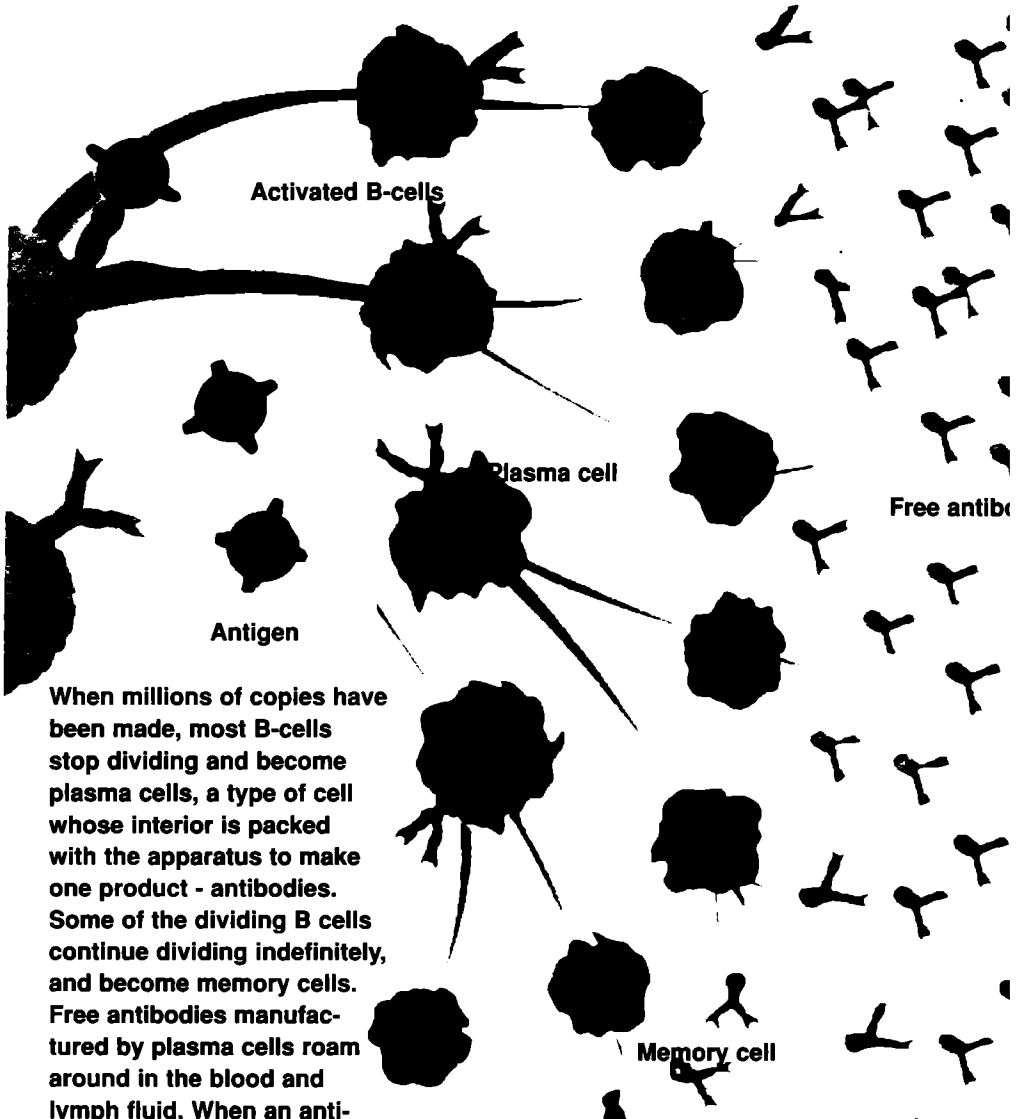 Activated B-cells
Plasma cell
Free antibo
Antigen
When millions of copies have
been made, most B-cells
stop dividing and become
plasma cells, a type of cell
whose interior is packed
with the apparatus to make
one product - antibodies.
Some of the dividing B cells
continue dividing indefinitely,
and become memory cells.
Free antibodies manufac-
tured by plasma cells roam
around in the blood and
lymph fluid. When an anti-
Memory cell